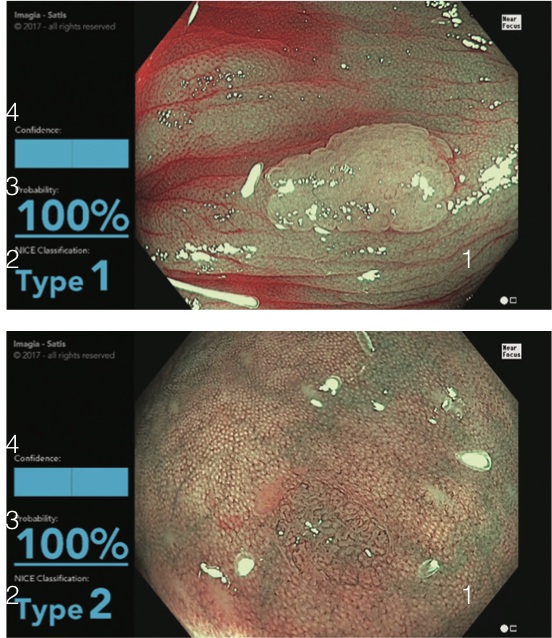 Imagia - Satis
© 2017 - all rights reserved
Near
Focus
4
Confidence:
3
Probability:
100%
2
NICE Classification:
Type 1
1
Imagia - Satis
© 2017 - all rights reserved
Near
Focus
4
Confidence:
3
Probability:
100%
2
NICE Classification:
Type 2
1